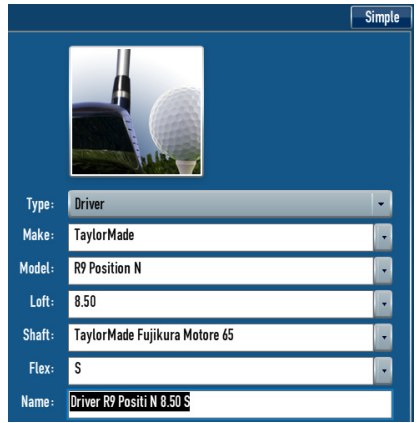 Simple
Type: Driver
Make: TaylorMade
Model: R9 Position N
Loft: 8.50
Shaft: TaylorMade Fujikura Motore 65
Flex: S
Name: Driver R9 Positi N 8.50 S